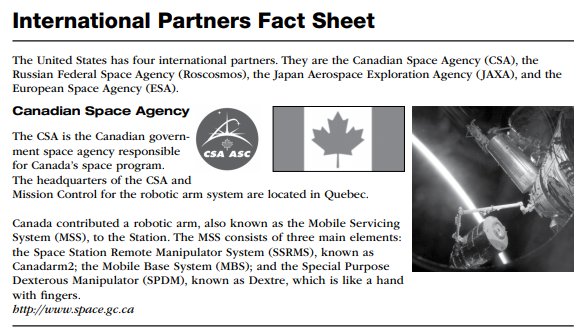 International Partners Fact Sheet
The United States has four international partners. They are the Canadian Space Agency (CSA), the
Russian Federal Space Agency (Roscosmos), the Japan Aerospace Exploration Agency (JAXA), and the
European Space Agency (ESA).
Canadian Space Agency
The CSA is the Canadian govern-
ment space agency responsible
for Canada's space program.
The headquarters of the CSA and
Mission Control for the robotic arm system are located in Quebec.
CSA ASC
Canada contributed a robotic arm, also known as the Mobile Servicing
System (MSS), to the Station. The MSS consists of three main elements:
the Space Station Remote Manipulator System (SSRMS), known as
Canadarm2; the Mobile Base System (MBS); and the Special Purpose
Dexterous Manipulator (SPDM), known as Dextre, which is like a hand
with fingers.
http://www.space.gc.ca